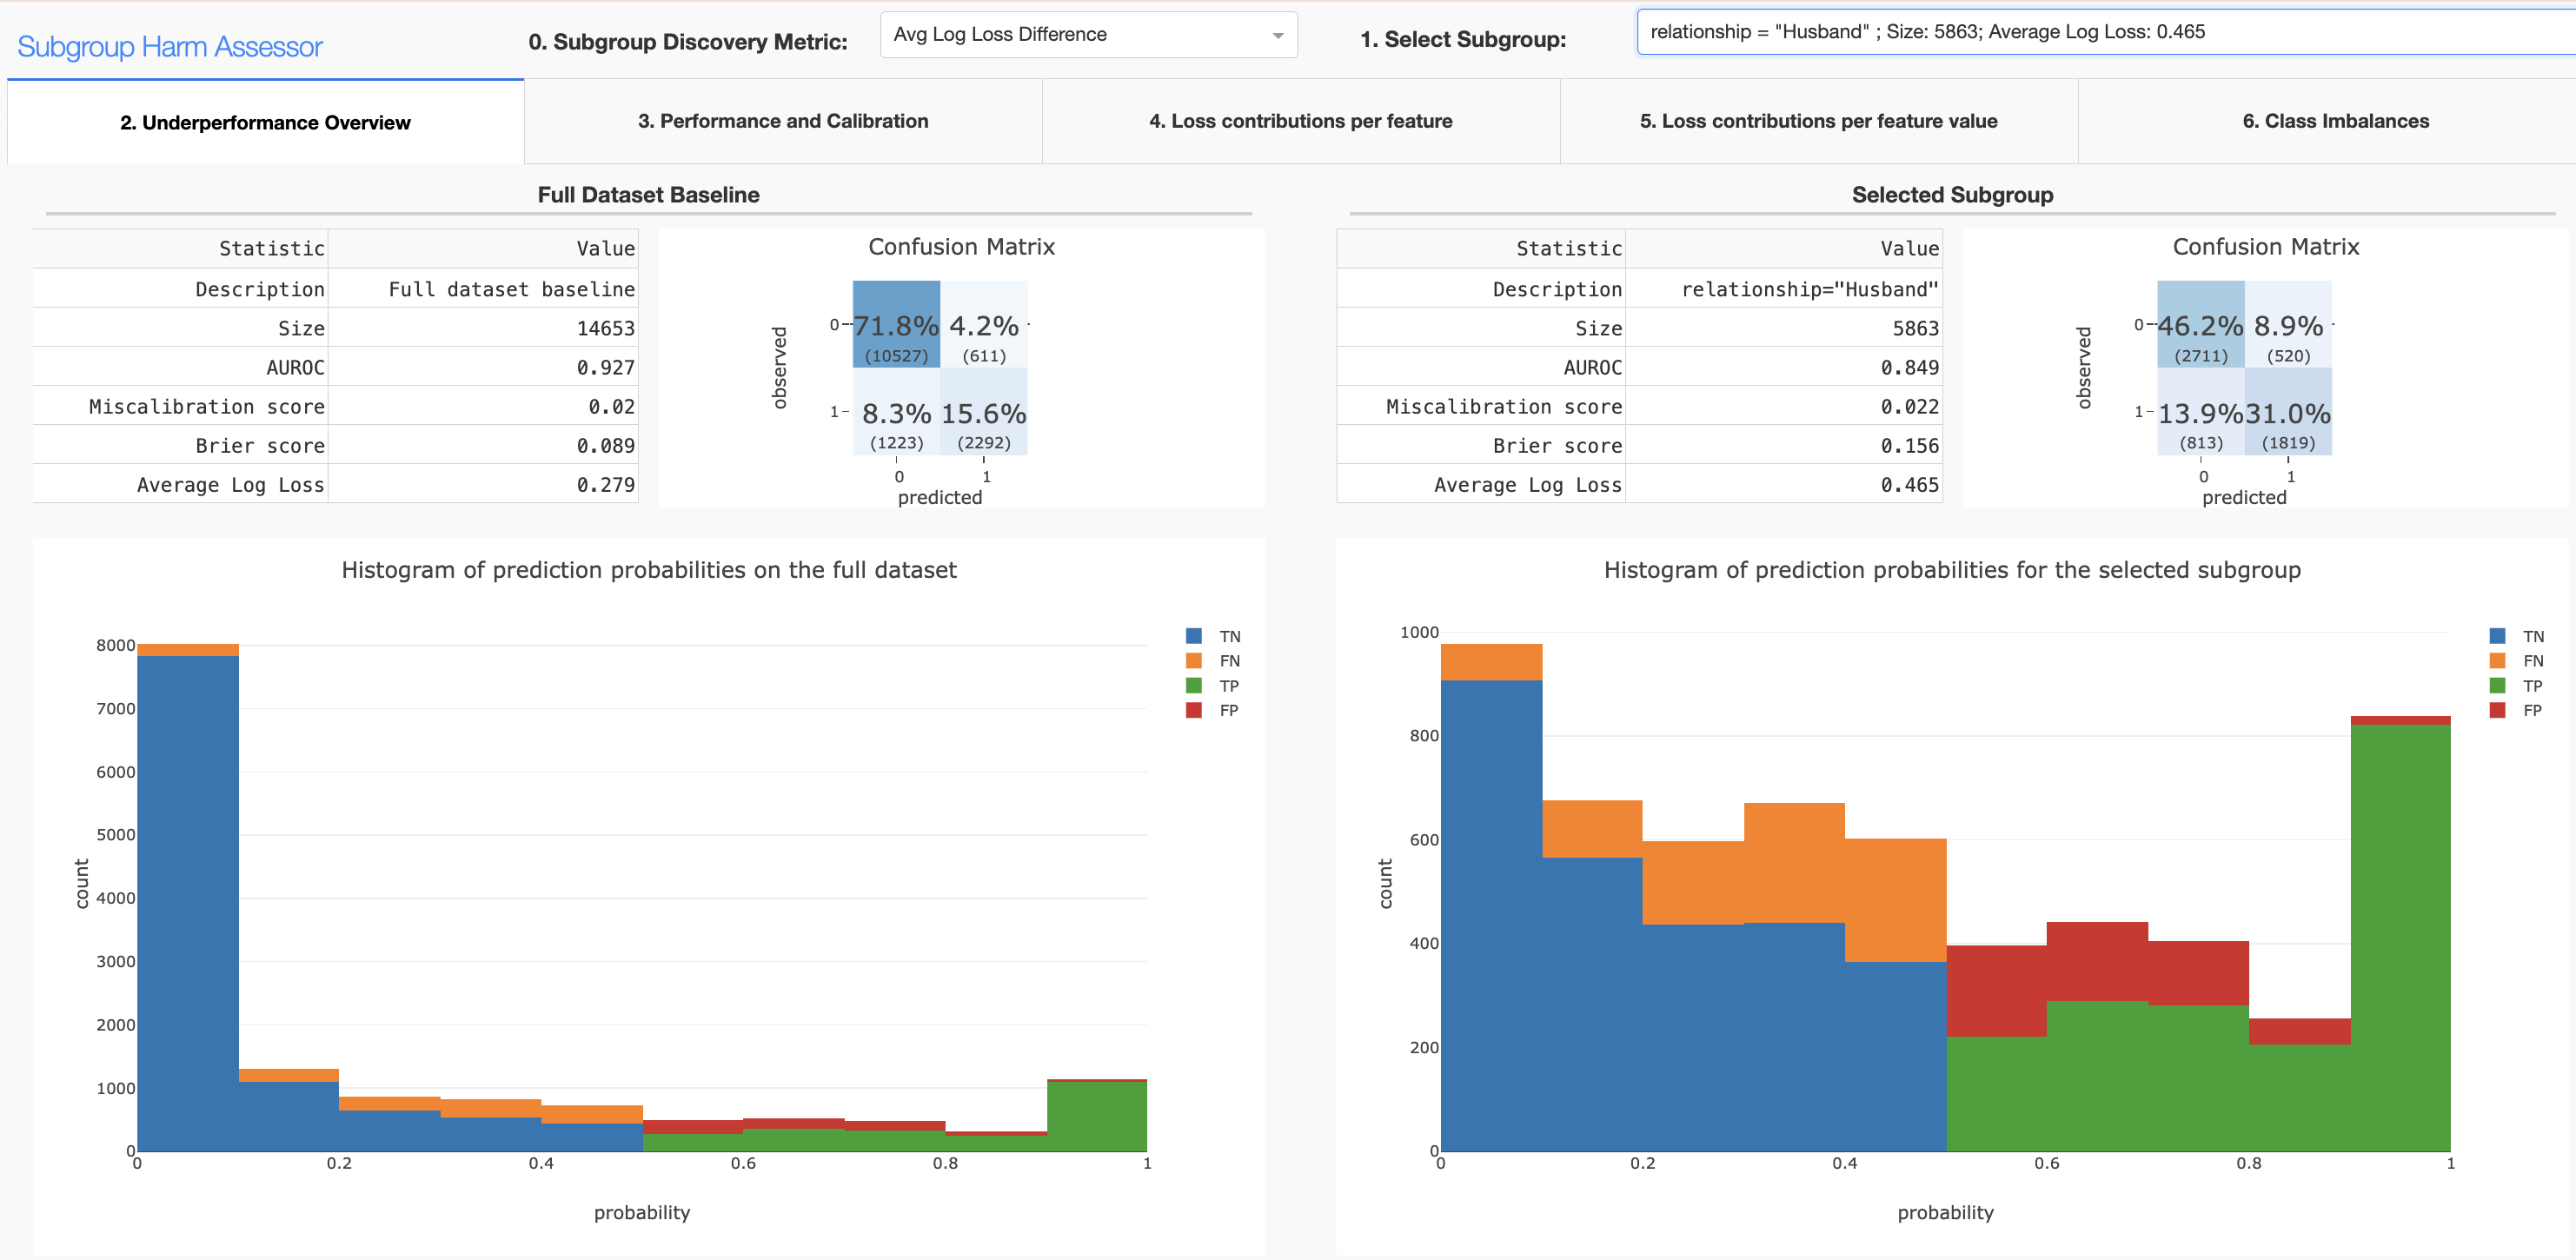 Subgroup Harm Assessor
0. Subgroup Discovery Metric:
Avg Log Loss Difference
1. Select Subgroup:
relationship = "Husband" ; Size: 5863; Average Log Loss: 0.465
2. Underperformance Overview
3. Performance and Calibration
4. Loss contributions per feature
5. Loss contributions per feature value
6. Class Imbalances
Full Dataset Baseline
Statistic Value
Description Full dataset baseline
Size 14653
AUROC 0.927
Miscalibration score 0.02
Brier score 0.089
Average Log Loss 0.279
Confusion Matrix
observed
0 71.8% 4.2%
(10527) (611)
1 8.3% 15.6%
(1223) (2292)
0 1
predicted
Selected Subgroup
Statistic Value
Description relationship="Husband"
Size 5863
AUROC 0.849
Miscalibration score 0.022
Brier score 0.156
Average Log Loss 0.465
Confusion Matrix
observed
0 46.2% 8.9%
(2711) (520)
1 13.9% 31.0%
(813) (1819)
0 1
predicted
Histogram of prediction probabilities on the full dataset
TN
FN
TP
FP
8000
7000
6000
5000
4000
3000
2000
1000
0
count
0 0.2 0.4 0.6 0.8 1
probability
Histogram of prediction probabilities for the selected subgroup
TN
FN
TP
FP
1000
800
600
400
200
0
count
0 0.2 0.4 0.6 0.8 1
probability